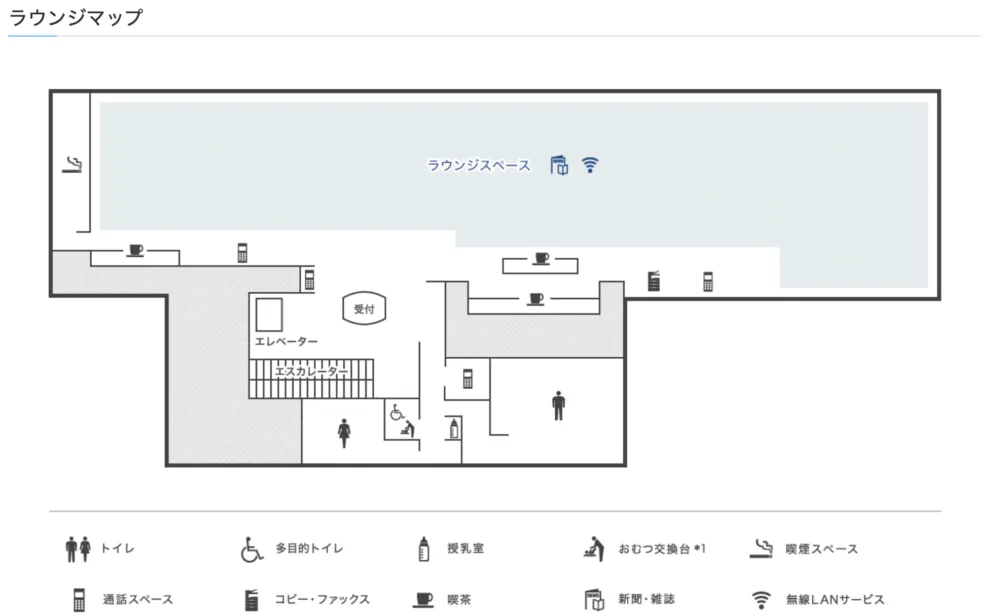 ラウンジマップ
ラウンジスペース
受付
エレベーター
エスカレーター
トイレ 多目的トイレ 授乳室 おむつ交換台*1 喫煙スペース
通話スペース コピー・ファックス 喫茶 新聞・雑誌 無線LANサービス